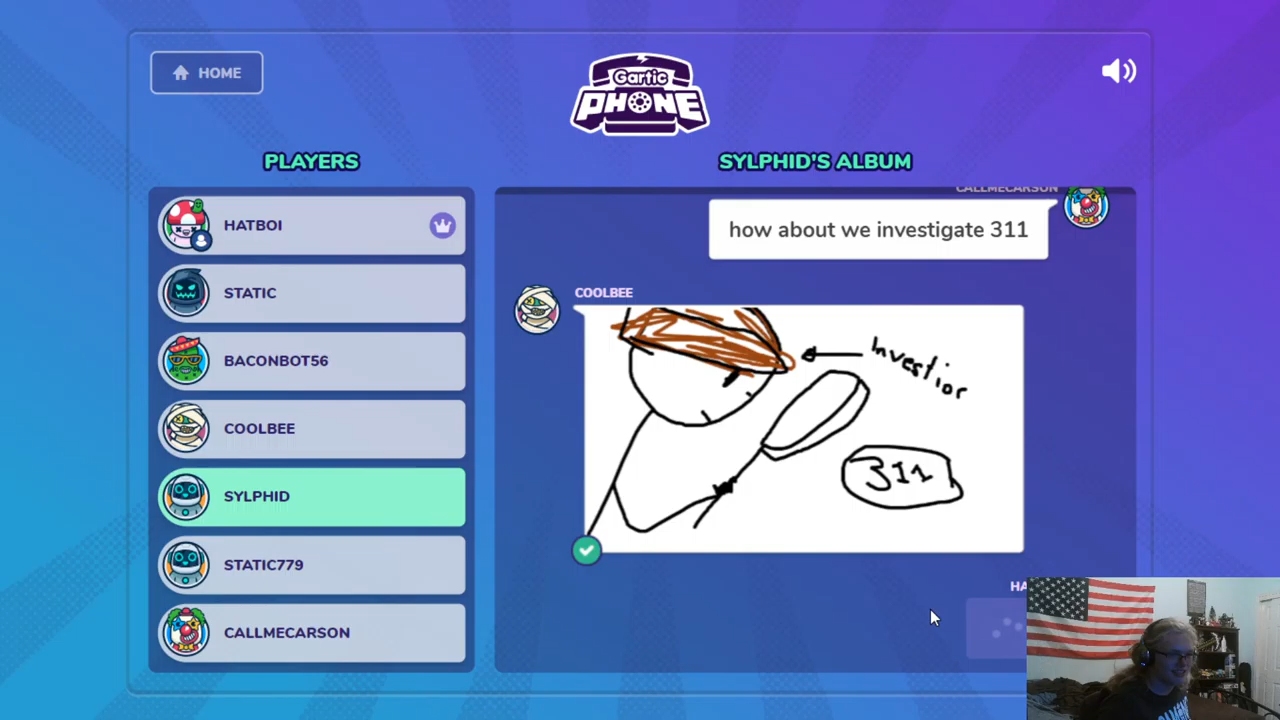 HOME
Gartic
PHONE
PLAYERS
SYLPHID'S ALBUM
HATBOI
STATIC
BACONBOT56
COOLBEE
SYLPHID
STATIC779
CALLMECARSON
CALLMECARSON
how about we investigate 311
COOLBEE
Investior
311
HA